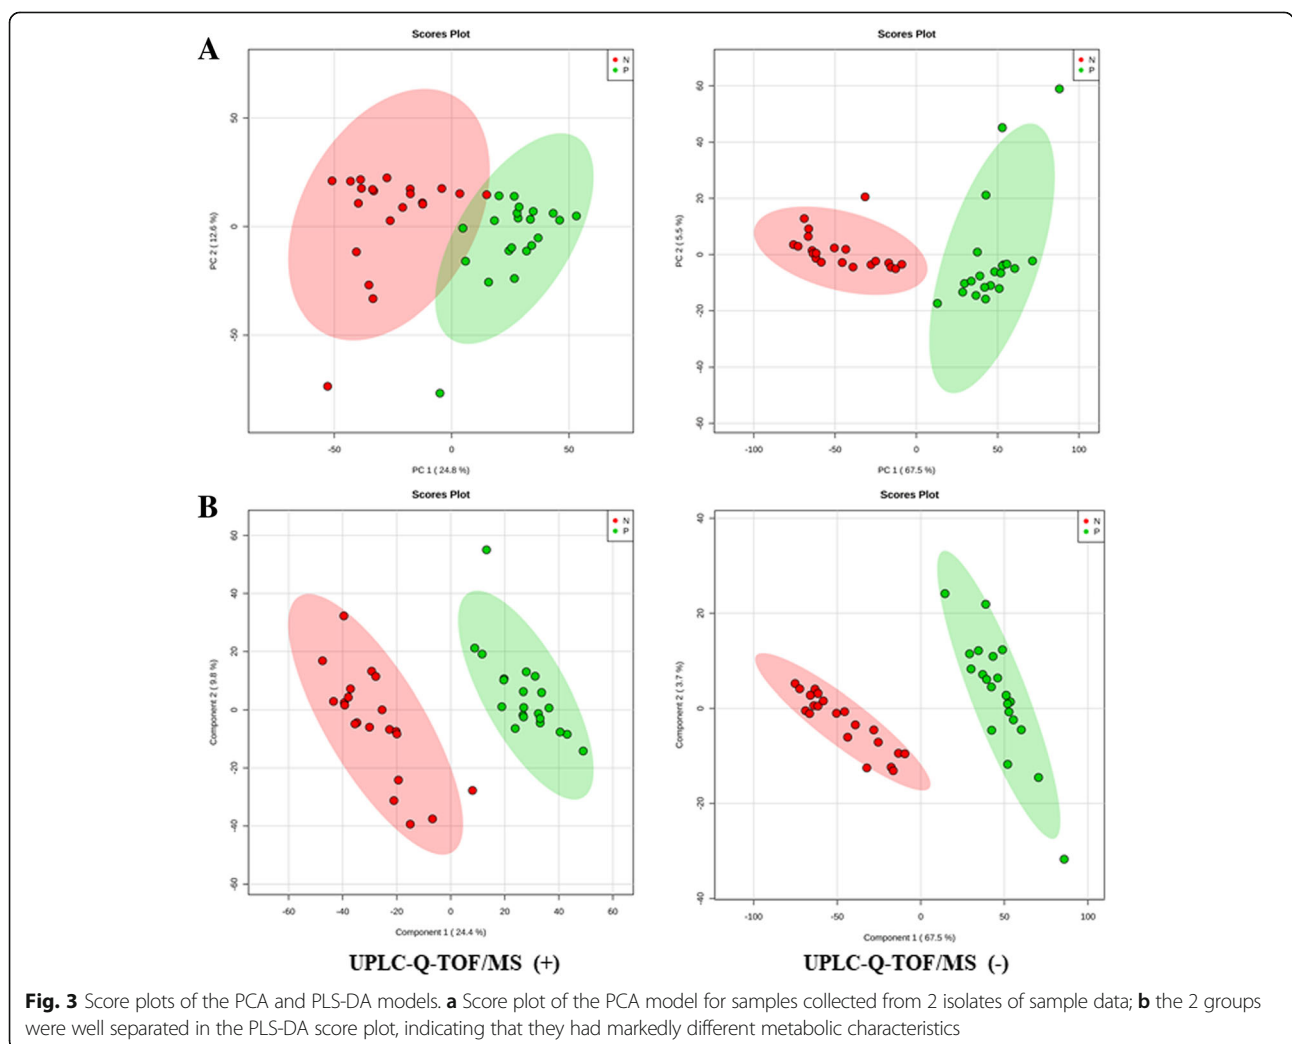 A
Scores Plot
N
P
50
0
-50
PC 2 ( 12.6 %)
-50
0
50
PC 1 ( 24.8 %)
Scores Plot
N
P
60
40
20
0
-20
-40
-60
PC 2 ( 5.5 %)
-100
-50
0
50
100
PC 1 ( 67.5 %)
B
Scores Plot
N
P
60
40
20
0
-20
-40
-60
Component 2 ( 9.8 %)
-60
-40
-20
0
20
40
60
Component 1 ( 24.4 %)
Scores Plot
N
P
40
20
0
-20
-40
Component 2 ( 3.7 %)
-100
-50
0
50
100
Component 1 ( 67.5 %)
UPLC-Q-TOF/MS (+)
UPLC-Q-TOF/MS (-)
Fig. 3 Score plots of the PCA and PLS-DA models. a Score plot of the PCA model for samples collected from 2 isolates of sample data; b the 2 groups
were well separated in the PLS-DA score plot, indicating that they had markedly different metabolic characteristics